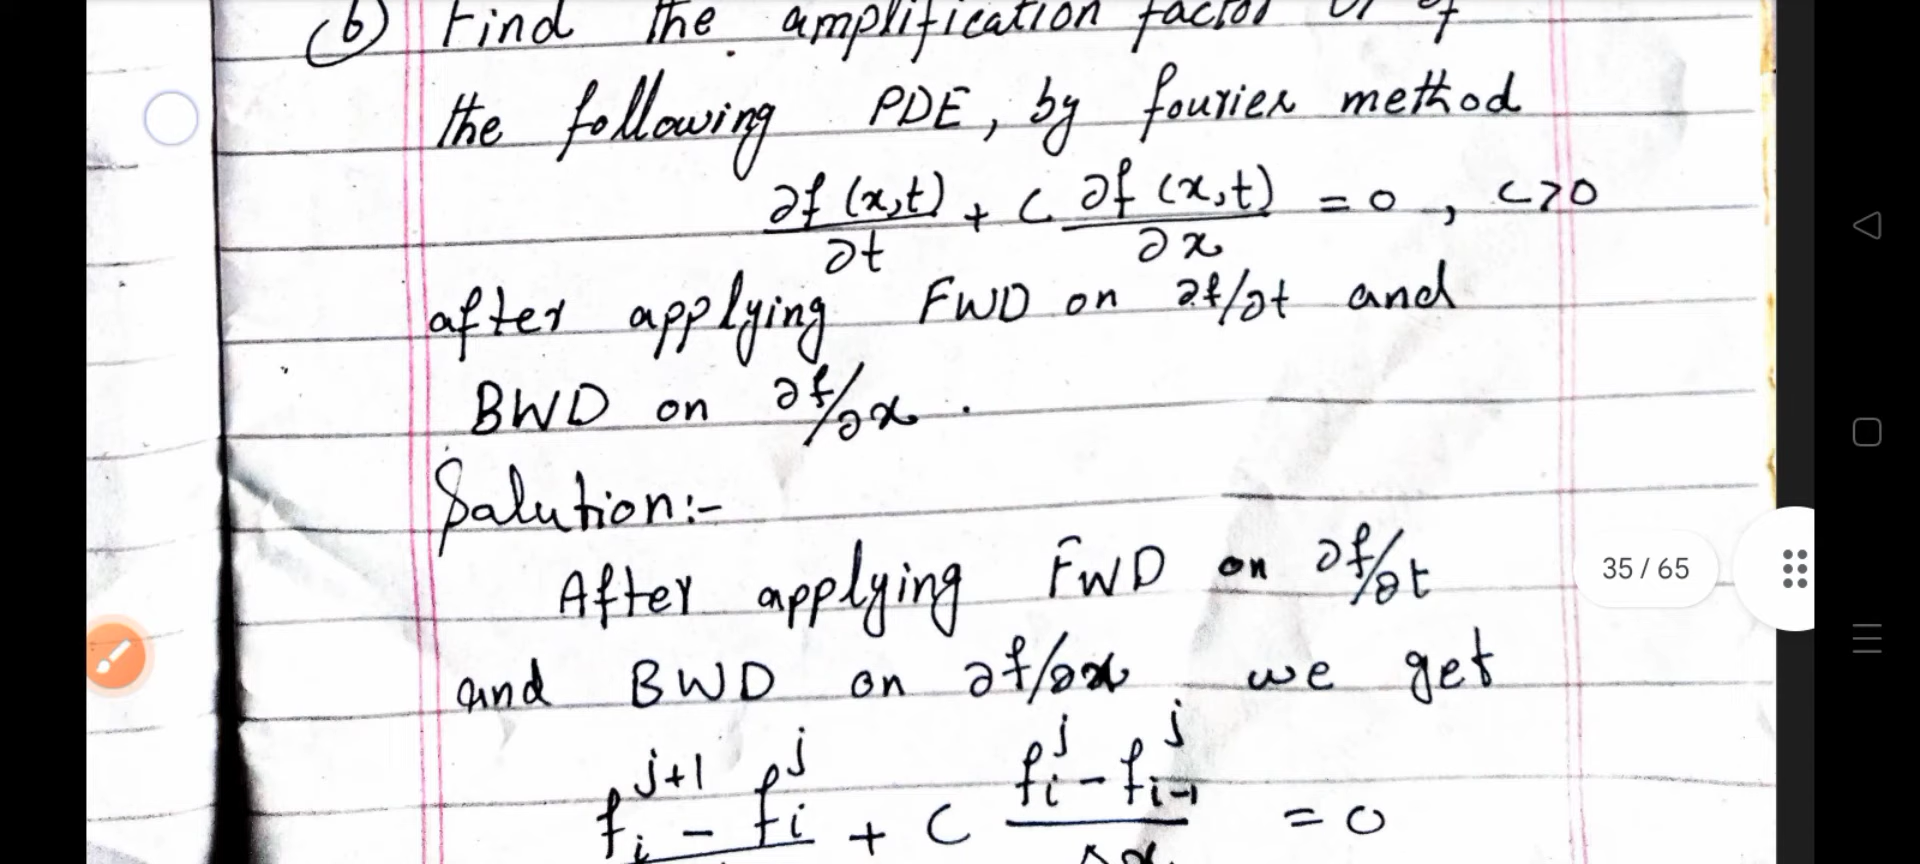 (b) Find the amplification factor of
the following PDE, by fourier method
∂f(x,t)/∂t + C ∂f(x,t)/∂x = 0, C>0
after applying FWD on ∂f/∂t and
BWD on ∂f/∂x.
Salution:-
After applying FWD on ∂f/∂t
35/65
and BWD on ∂f/∂x we get
f_i^{j+1} - f_i^j + C (f_i^j - f_{i-1}^j)/Δx = 0